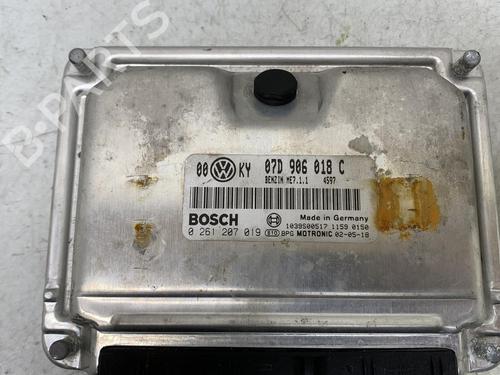 B-PARTS
00 KY 07D 906 018 C
BENZIN ME7.1.1 4597
BOSCH Made in Germany
1039S00517 1159 0150
0 261 207 019 BPG MOTRONIC 02-05-18